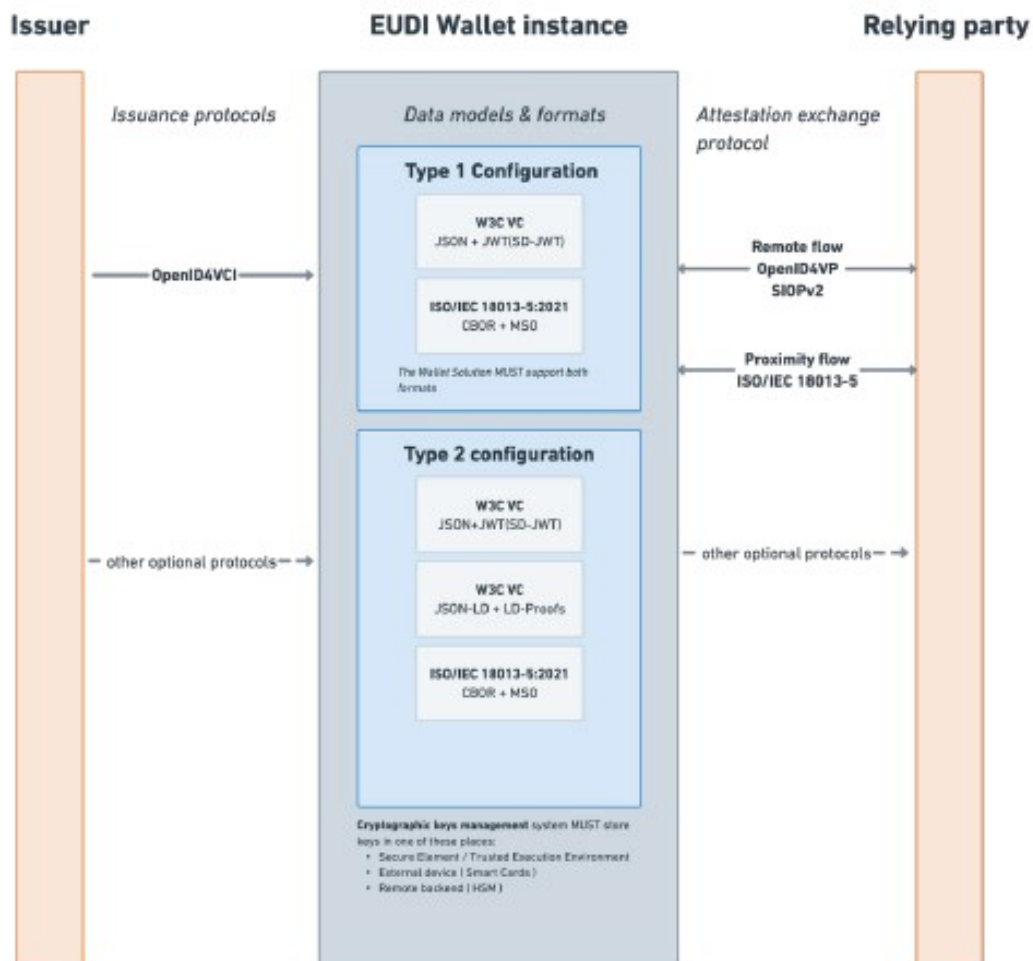 Issuer
EUDI Wallet instance
Relying party
Issuance protocols
Data models & formats
Attestation exchange
protocol
Type 1 Configuration
W3C VC
JSON + JWT(SD-JWT)
OpenID4VCI
Remote flow
OpenID4VP
SIOPv2
ISO/IEC 18013-5:2021
CBOR + MSO
The Wallet Solution MUST support both
formats
Proximity flow
ISO/IEC 18013-5
Type 2 configuration
W3C VC
JSON+JWT(SD-JWT)
other optional protocols
other optional protocols
W3C VC
JSON-LD + LD-Proofs
ISO/IEC 18013-5:2021
CBOR + MSO
Cryptographic keys management system MUST store
keys in one of these places:
• Secure Element / Trusted Execution Environment
• External device ( Smart Cards )
• Remote backend ( HSM )